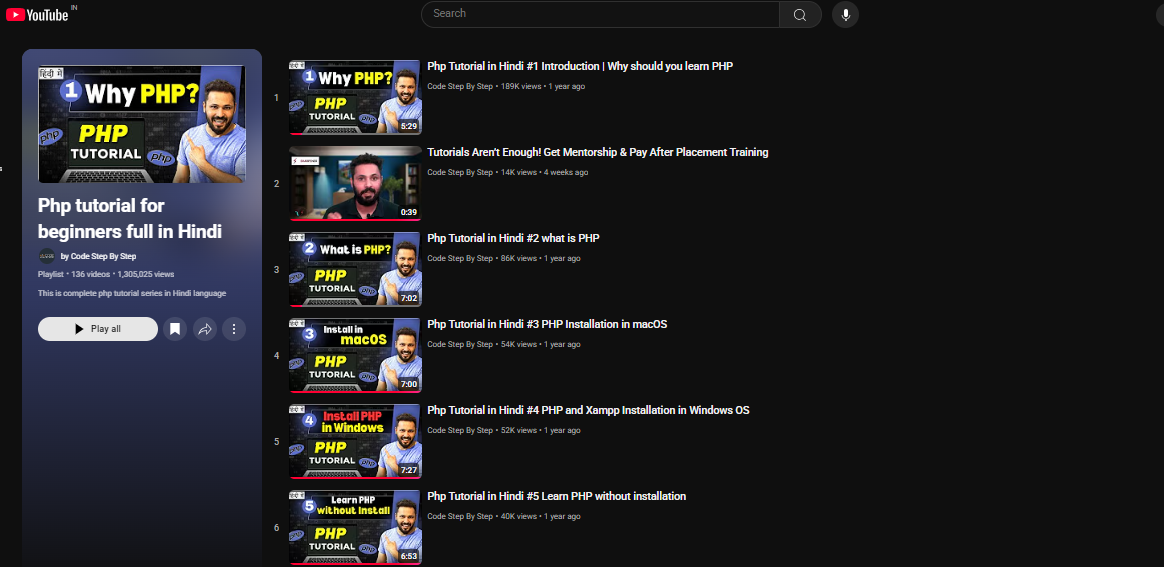 YouTube IN
Search
हिंदी में
1 Why PHP?
php
PHP
TUTORIAL
php
Php tutorial for
beginners full in Hindi
by Code Step By Step
Playlist • 136 videos • 1,305,025 views
This is complete php tutorial series in Hindi language
Play all
1
हिंदी में
1 Why PHP?
php
PHP
TUTORIAL
php
5:29
Php Tutorial in Hindi #1 Introduction | Why should you learn PHP
Code Step By Step • 189K views • 1 year ago
2
0:39
Tutorials Aren’t Enough! Get Mentorship & Pay After Placement Training
Code Step By Step • 14K views • 4 weeks ago
3
हिंदी में
2 What is PHP?
php
PHP
TUTORIAL
php
7:02
Php Tutorial in Hindi #2 what is PHP
Code Step By Step • 86K views • 1 year ago
4
हिंदी में
3 Install in
macOS
php
PHP
TUTORIAL
php
7:00
Php Tutorial in Hindi #3 PHP Installation in macOS
Code Step By Step • 54K views • 1 year ago
5
हिंदी में
4 Install PHP
in Windows
php
PHP
TUTORIAL
php
7:27
Php Tutorial in Hindi #4 PHP and Xampp Installation in Windows OS
Code Step By Step • 52K views • 1 year ago
6
हिंदी में
5 Learn PHP
without Install
php
PHP
TUTORIAL
php
6:53
Php Tutorial in Hindi #5 Learn PHP without installation
Code Step By Step • 40K views • 1 year ago